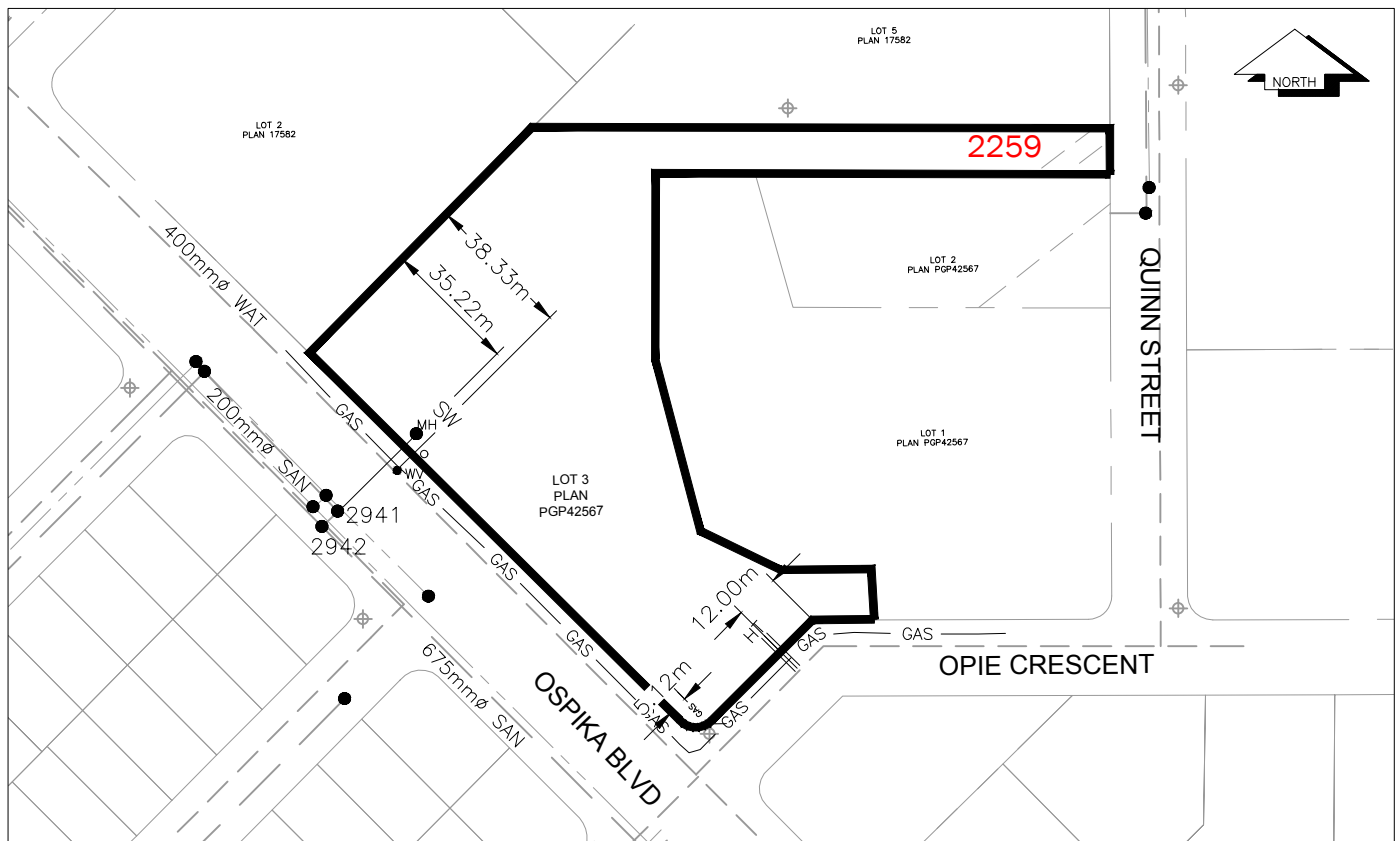 LOT 5
PLAN 17582
NORTH
LOT 2
PLAN 17582
2259
38.33m
35.22m
400mmø WAT
LOT 2
PLAN PGP42567
QUINN STREET
200mmø SAN
GAS
SW
MH
WV
GAS
LOT 1
PLAN PGP42567
LOT 3
PLAN
PGP42567
2941
2942
GAS
12.00m
H
GAS
GAS
GAS
OPIE CRESCENT
675mmø SAN
2m
GAS
GAS
GAS
OSPIKA BLVD